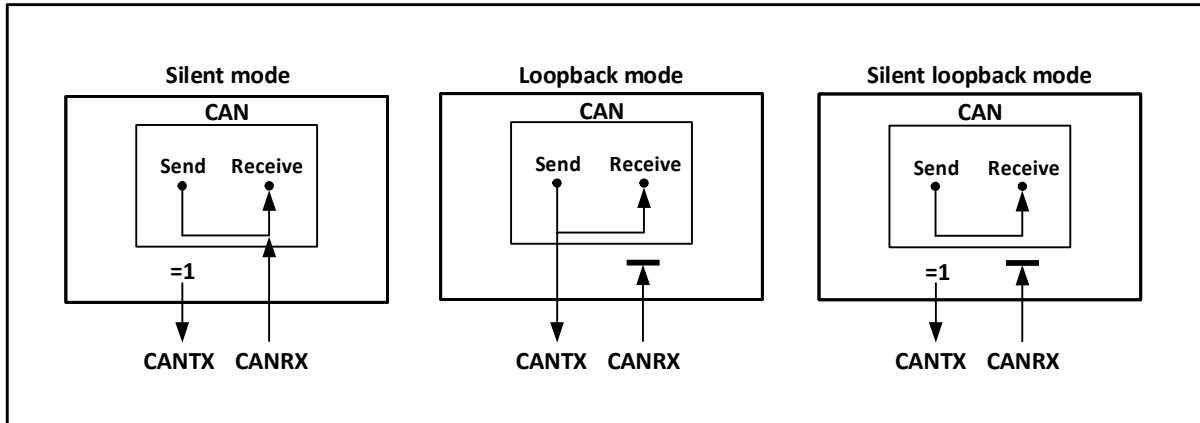 Silent mode
CAN
Send Receive
=1
CANTX CANRX
Loopback mode
CAN
Send Receive
CANTX CANRX
Silent loopback mode
CAN
Send Receive
=1
CANTX CANRX